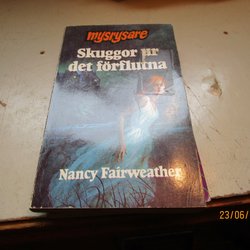 mysrysare
Skuggor ur
det förflutna
Nancy Fairweather
23/06